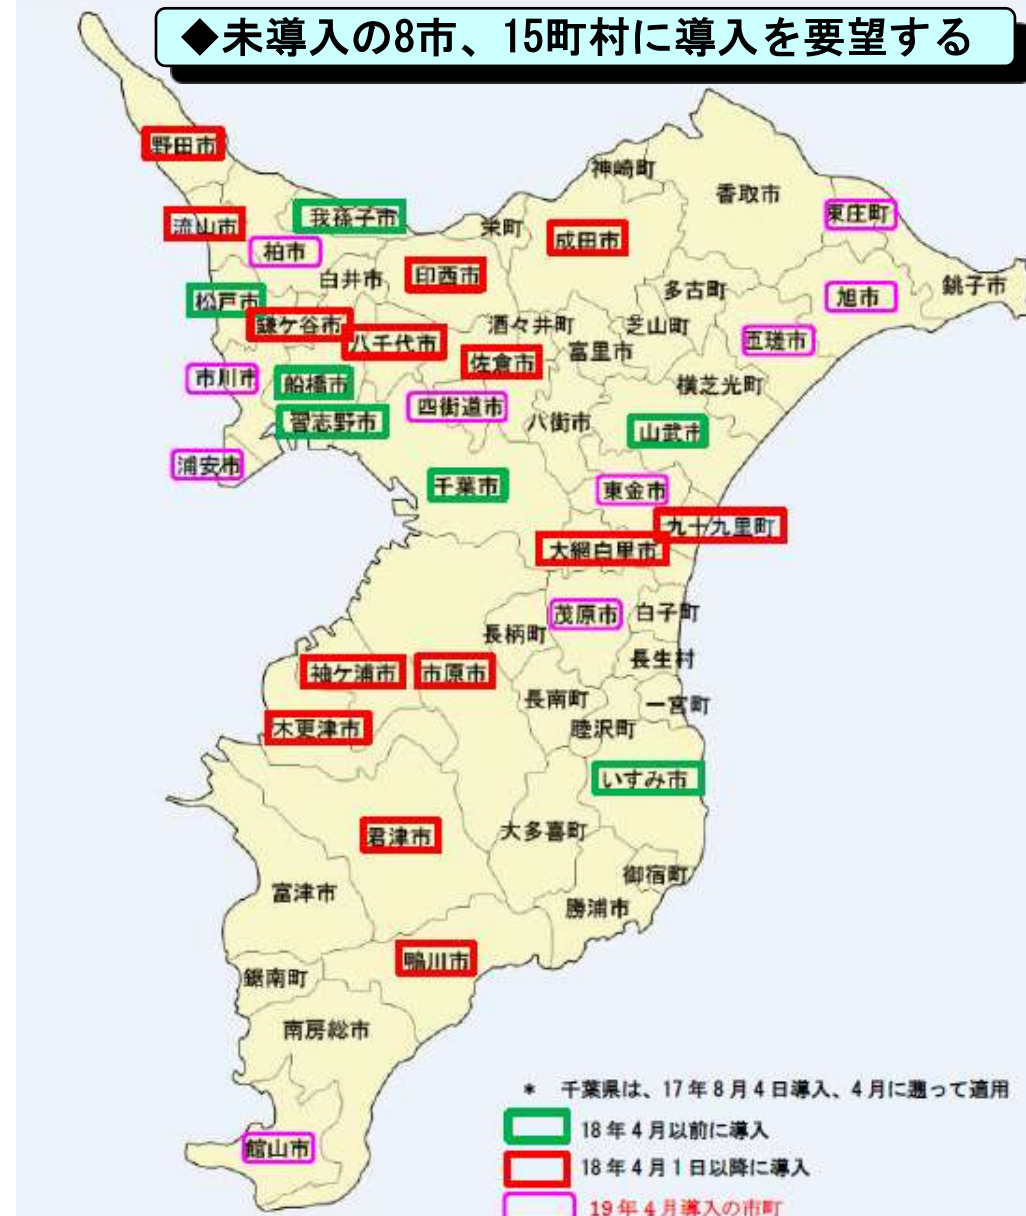 ◆未導入の8市、15町村に導入を要望する
野田市
神崎町
香取市
東庄町
我孫子市
流山市
栄町
成田市
柏市
白井市
印西市
多古町
銚子市
旭市
松戸市
鎌ケ谷市
酒々井町
芝山町
八千代市
匝瑳市
富里市
佐倉市
市川市
船橋市
横芝光町
四街道市
習志野市
八街市
山武市
浦安市
千葉市
東金市
九十九里町
大網白里市
茂原市
白子町
長柄町
長生村
袖ケ浦市
市原市
長南町
一宮町
木更津市
睦沢町
いすみ市
大多喜町
君津市
御宿町
富津市
勝浦市
鴨川市
鋸南町
南房総市
* 千葉県は、17年8月4日導入、4月に遡って適用
18年4月以前に導入
館山市
18年4月1日以降に導入
19年4月導入の市町